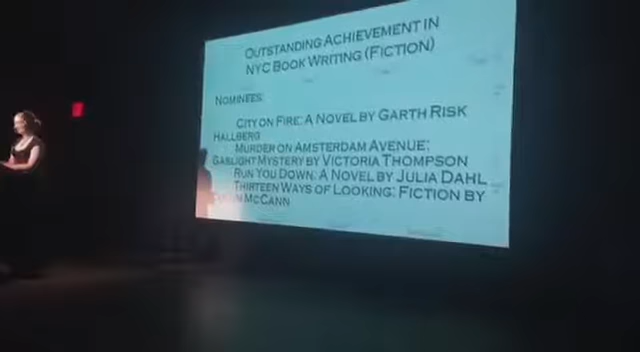 OUTSTANDING ACHIEVEMENT IN
NYC BOOK WRITING (FICTION)
NOMINEES:
CITY ON FIRE: A NOVEL BY GARTH RISK
HALLBERG
MURDER ON AMSTERDAM AVENUE:
GASLIGHT MYSTERY BY VICTORIA THOMPSON
RUN YOU DOWN: A NOVEL BY JULIA DAHL
THIRTEEN WAYS OF LOOKING: FICTION BY
MCCANN